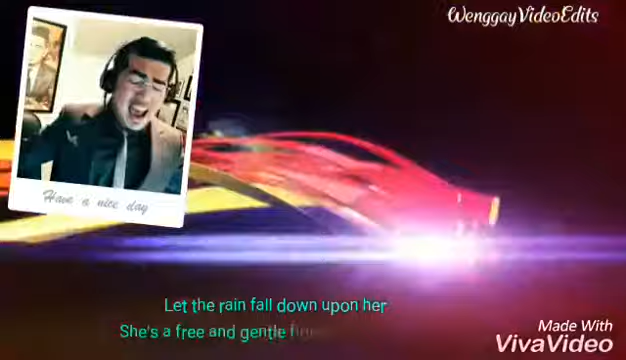 WenggayVideoEdits
Have a nice day
Let the rain fall down upon her
She's a free and gentle
Made With
VivaVideo